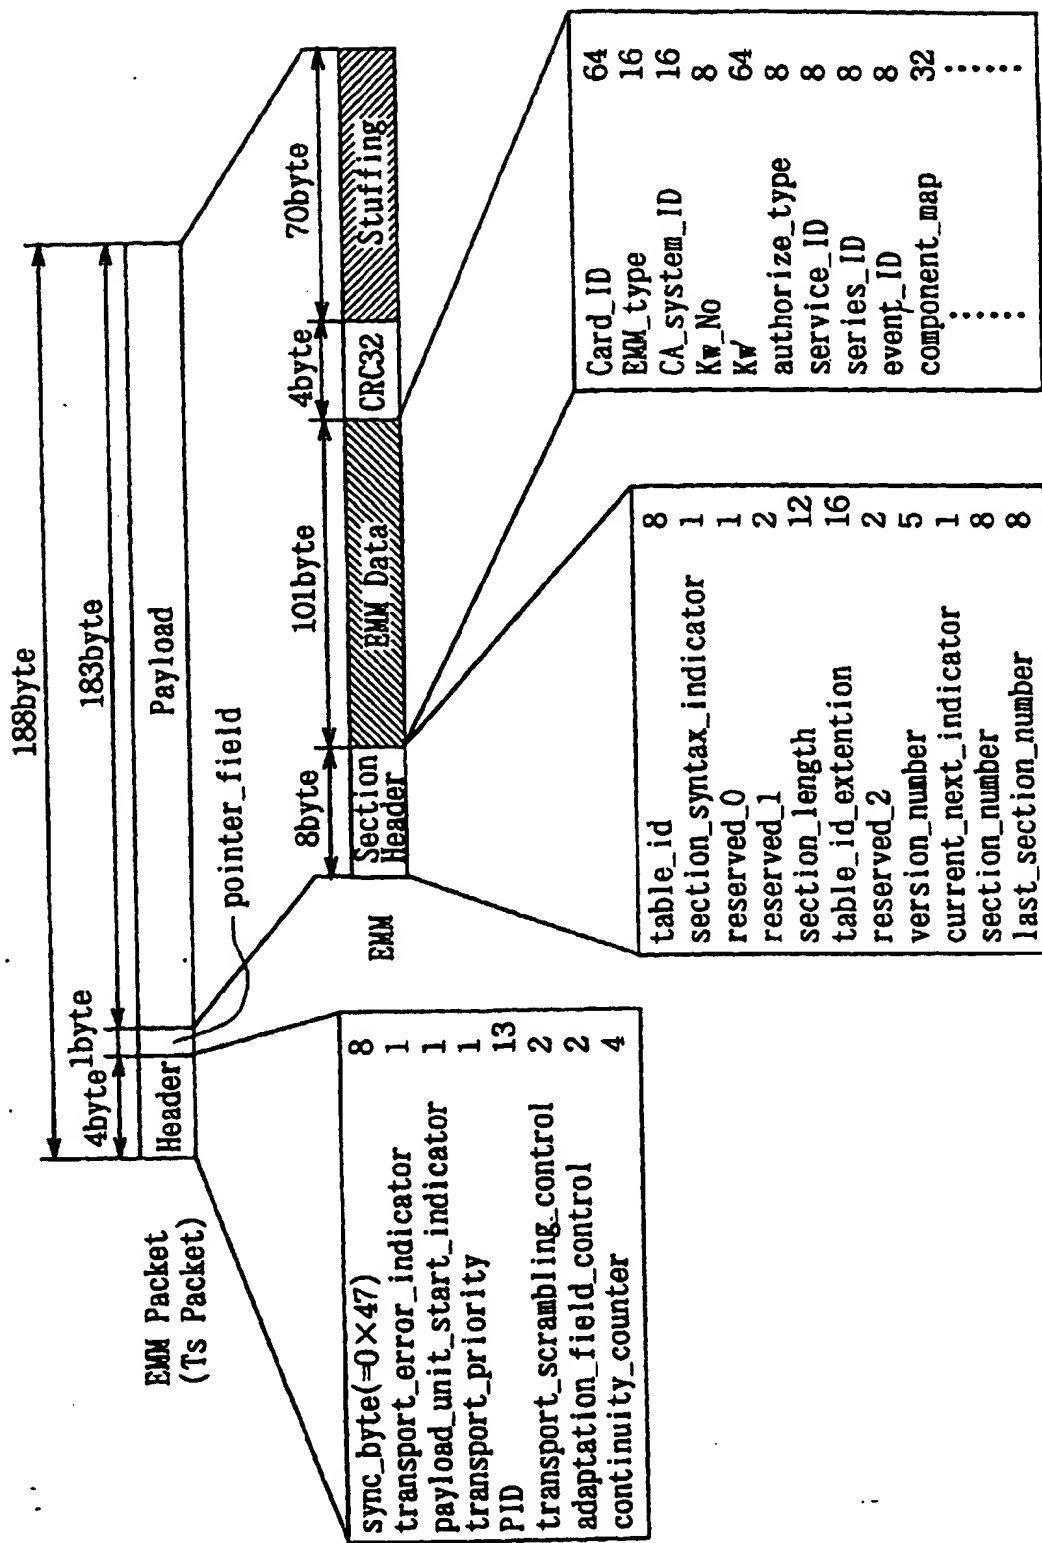 188byte
4byte 1byte 183byte
EMM Packet
(Ts Packet)
Header Payload
pointer_field
8byte 101byte 4byte 70byte
EMM
Section
Header
EMM Data CRC32 Stuffing
sync_byte(=0×47) 8
transport_error_indicator 1
payload_unit_start_indicator 1
transport_priority 1
PID 13
transport_scrambling_control 2
adaptation_field_control 2
continuity_counter 4
table_id 8
section_syntax_indicator 1
reserved_0 1
reserved_1 2
section_length 12
table_id_extention 16
reserved_2 2
version_number 5
current_next_indicator 1
section_number 8
last_section_number 8
Card_ID 64
EMM_type 16
CA_system_ID 16
Kw_No 8
Kw' 64
authorize_type 8
service_ID 8
series_ID 8
event_ID 8
component_map 32